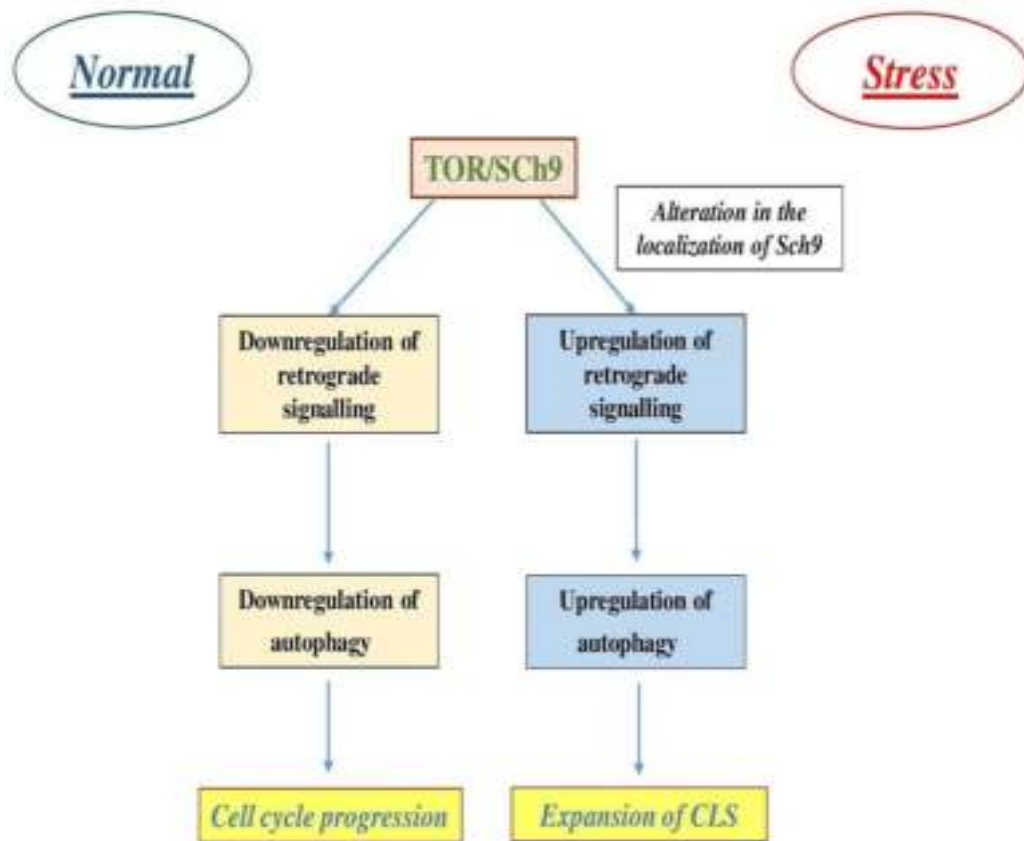 Normal
Stress
TOR/SCh9
Alteration in the
localization of Sch9
Downregulation of
retrograde
signalling
Upregulation of
retrograde
signalling
Downregulation of
autophagy
Upregulation of
autophagy
Cell cycle progression
Expansion of CLS